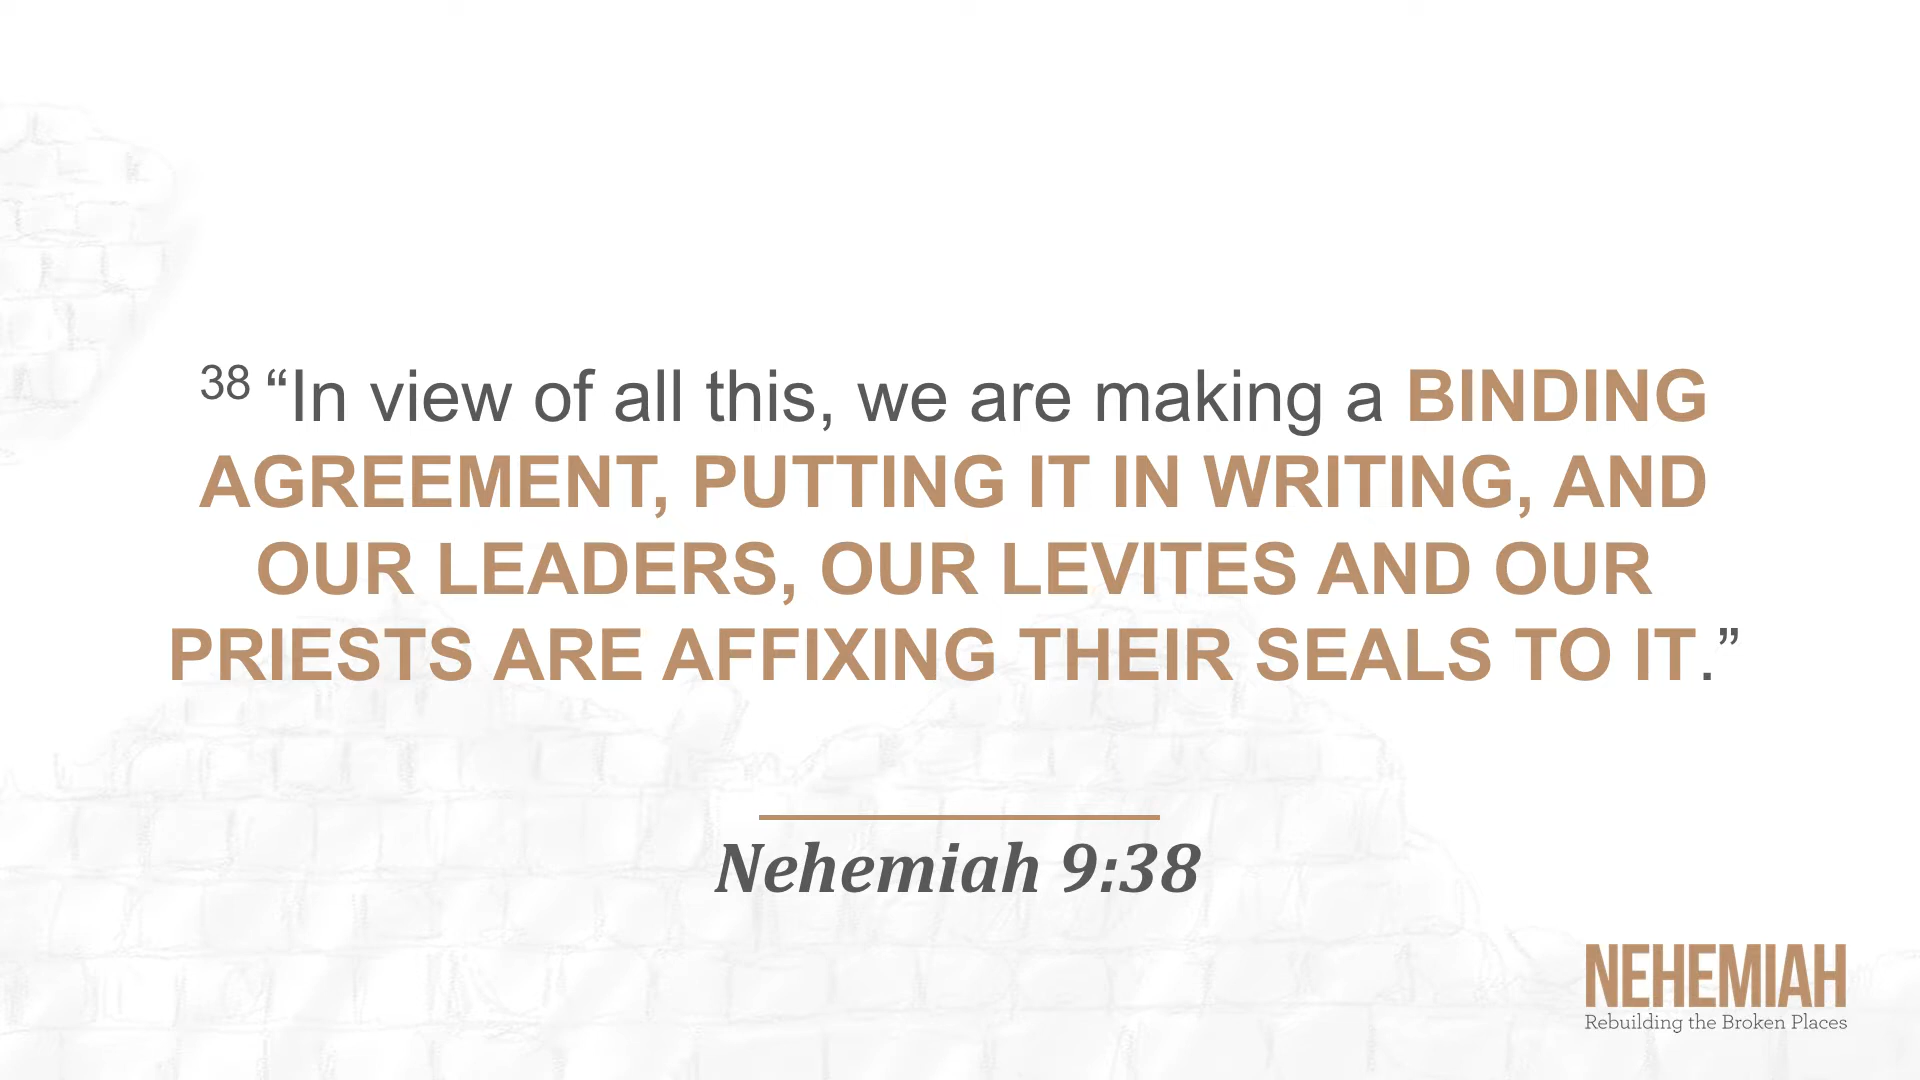 38 “In view of all this, we are making a BINDING
AGREEMENT, PUTTING IT IN WRITING, AND
OUR LEADERS, OUR LEVITES AND OUR
PRIESTS ARE AFFIXING THEIR SEALS TO IT.”
Nehemiah 9:38
NEHEMIAH
Rebuilding the Broken Places